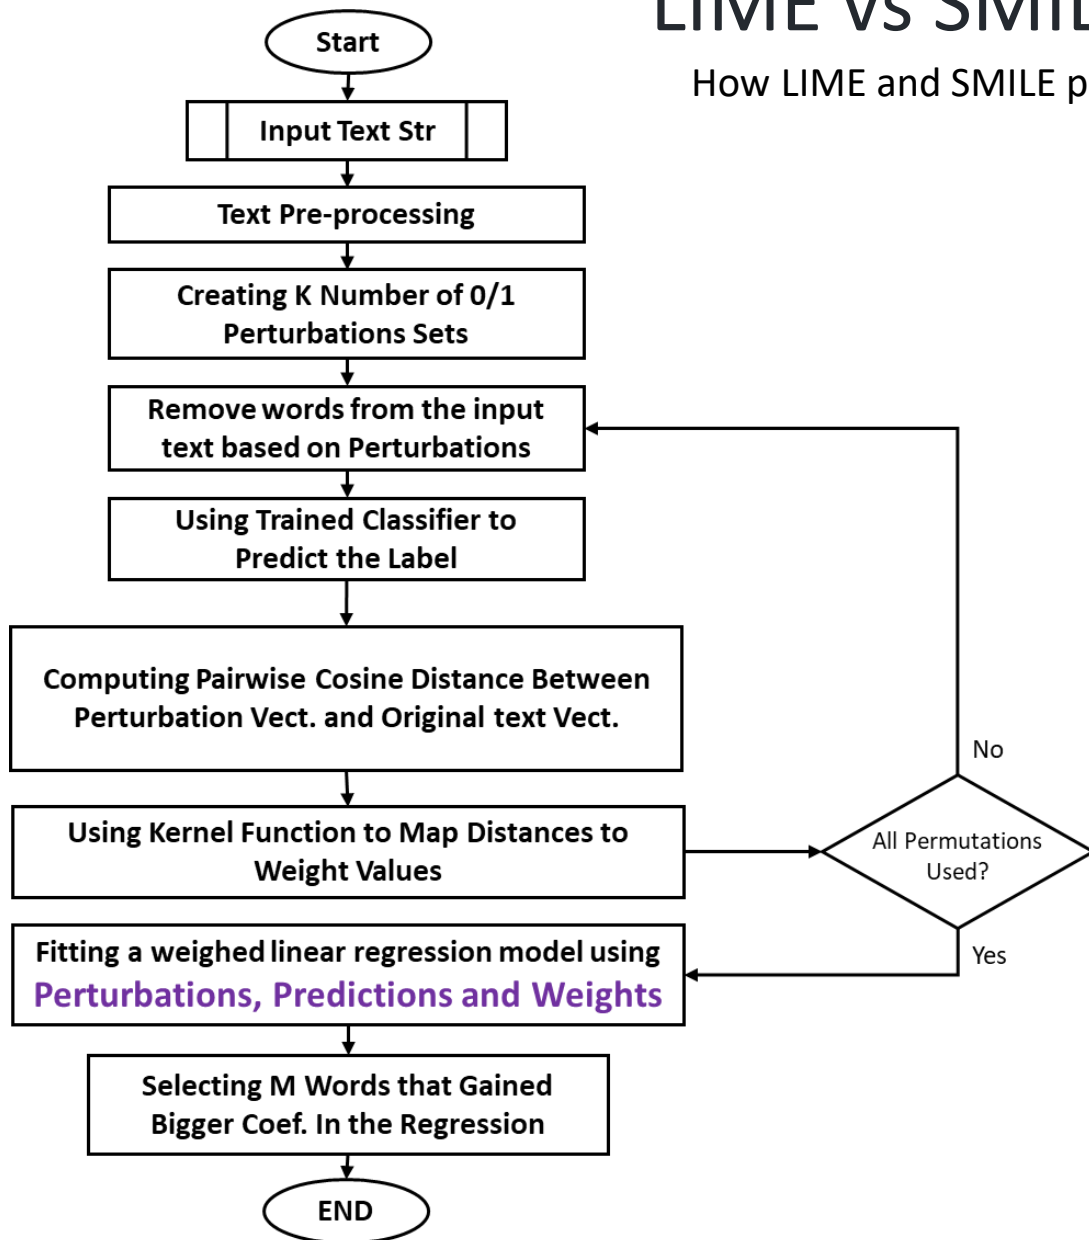 LIME vs SMIL
How LIME and SMILE p
Start
Input Text Str
Text Pre-processing
Creating K Number of 0/1
Perturbations Sets
Remove words from the input
text based on Perturbations
Using Trained Classifier to
Predict the Label
Computing Pairwise Cosine Distance Between
Perturbation Vect. and Original text Vect.
Using Kernel Function to Map Distances to
Weight Values
All Permutations
Used?
No
Yes
Fitting a weighed linear regression model using
Perturbations, Predictions and Weights
Selecting M Words that Gained
Bigger Coef. In the Regression
END